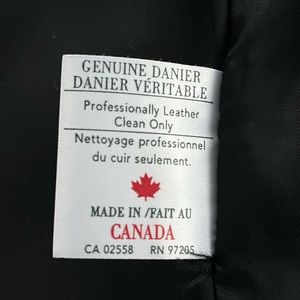 GENUINE DANIER
DANIER VÉRITABLE
Professionally Leather
Clean Only
Nettoyage professionnel
du cuir seulement.
MADE IN /FAIT AU
CANADA
CA 02558 RN 97205